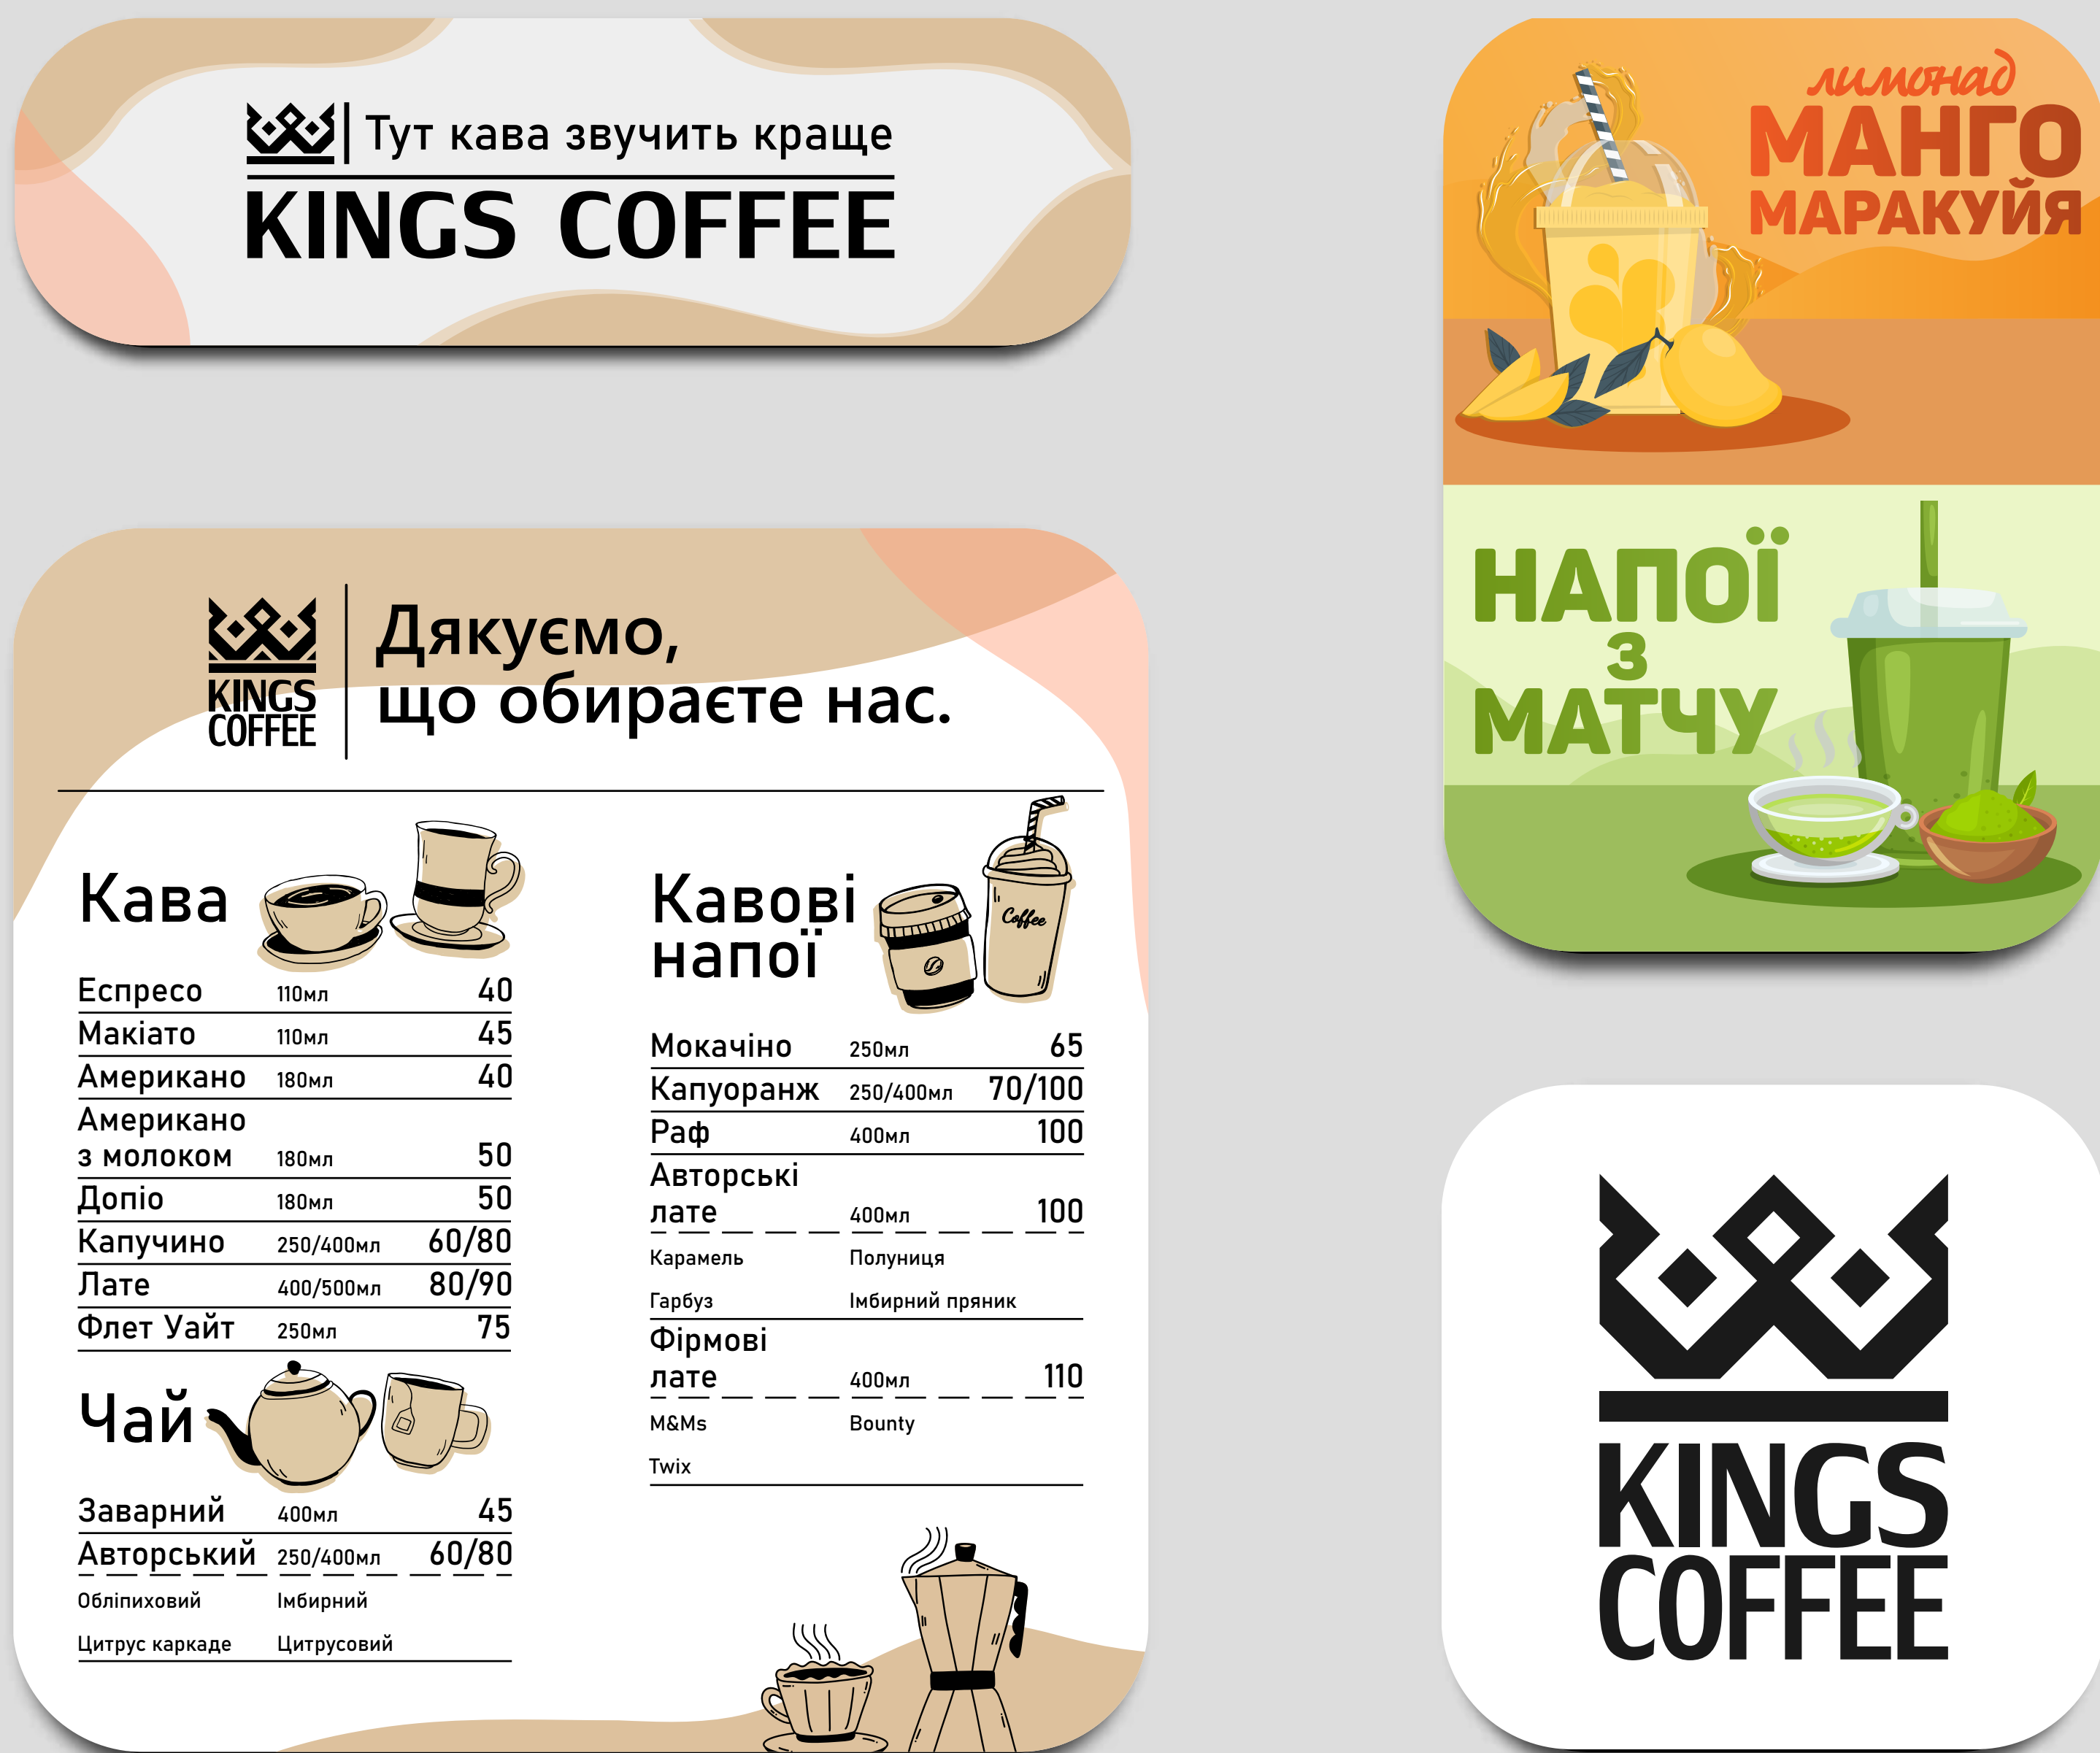 Тут кава звучить краще
KINGS COFFEE
лимонад
МАНГО
МАРАКУЙЯ
НАПОЇ
З
МАТЧУ
KINGS
COFFEE
Дякуємо,
що обираєте нас.
Кава
Еспресо 110мл 40
Макіато 110мл 45
Американо 180мл 40
Американо
з молоком 180мл 50
Допіо 180мл 50
Капучино 250/400мл 60/80
Лате 400/500мл 80/90
Флет Уайт 250мл 75
Чай
Заварний 400мл 45
Авторський 250/400мл 60/80
Обліпиховий Імбирний
Цитрус каркаде Цитрусовий
Кавові
напої
Coffee
Мокачіно 250мл 65
Капуоранж 250/400мл 70/100
Раф 400мл 100
Авторські
лате 400мл 100
Карамель Полуниця
Гарбуз Імбирний пряник
Фірмові
лате 400мл 110
M&Ms Bounty
Twix
KINGS
COFFEE